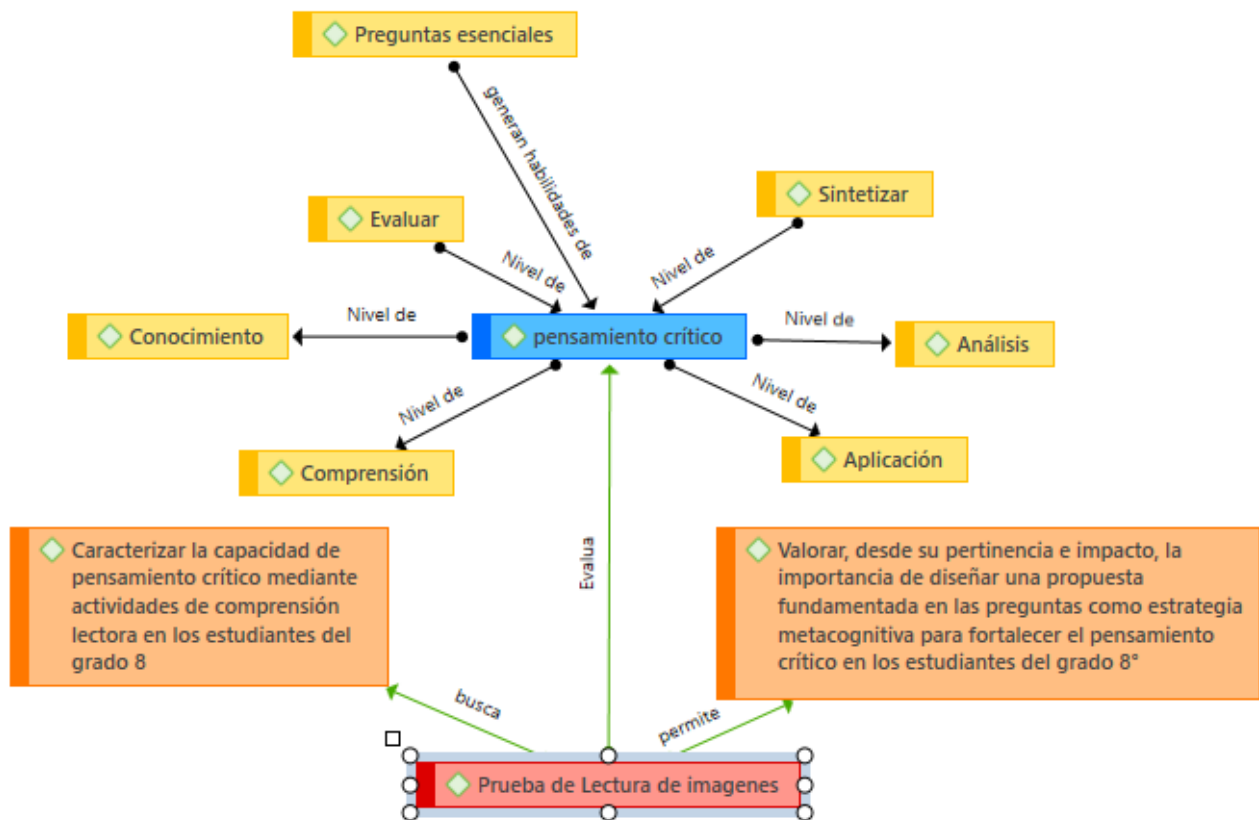 Preguntas esenciales
generan habilidades de
Sintetizar
Evaluar
Nivel de
Nivel de
Conocimiento
Nivel de
pensamiento crítico
Nivel de
Análisis
Nivel de
Nivel de
Comprensión
Aplicación
Caracterizar la capacidad de
pensamiento crítico mediante
actividades de comprensión
lectora en los estudiantes del
grado 8
Evalua
Valorar, desde su pertinencia e impacto, la
importancia de diseñar una propuesta
fundamentada en las preguntas como estrategia
metacognitiva para fortalecer el pensamiento
crítico en los estudiantes del grado 8°
busca
permite
Prueba de Lectura de imagenes